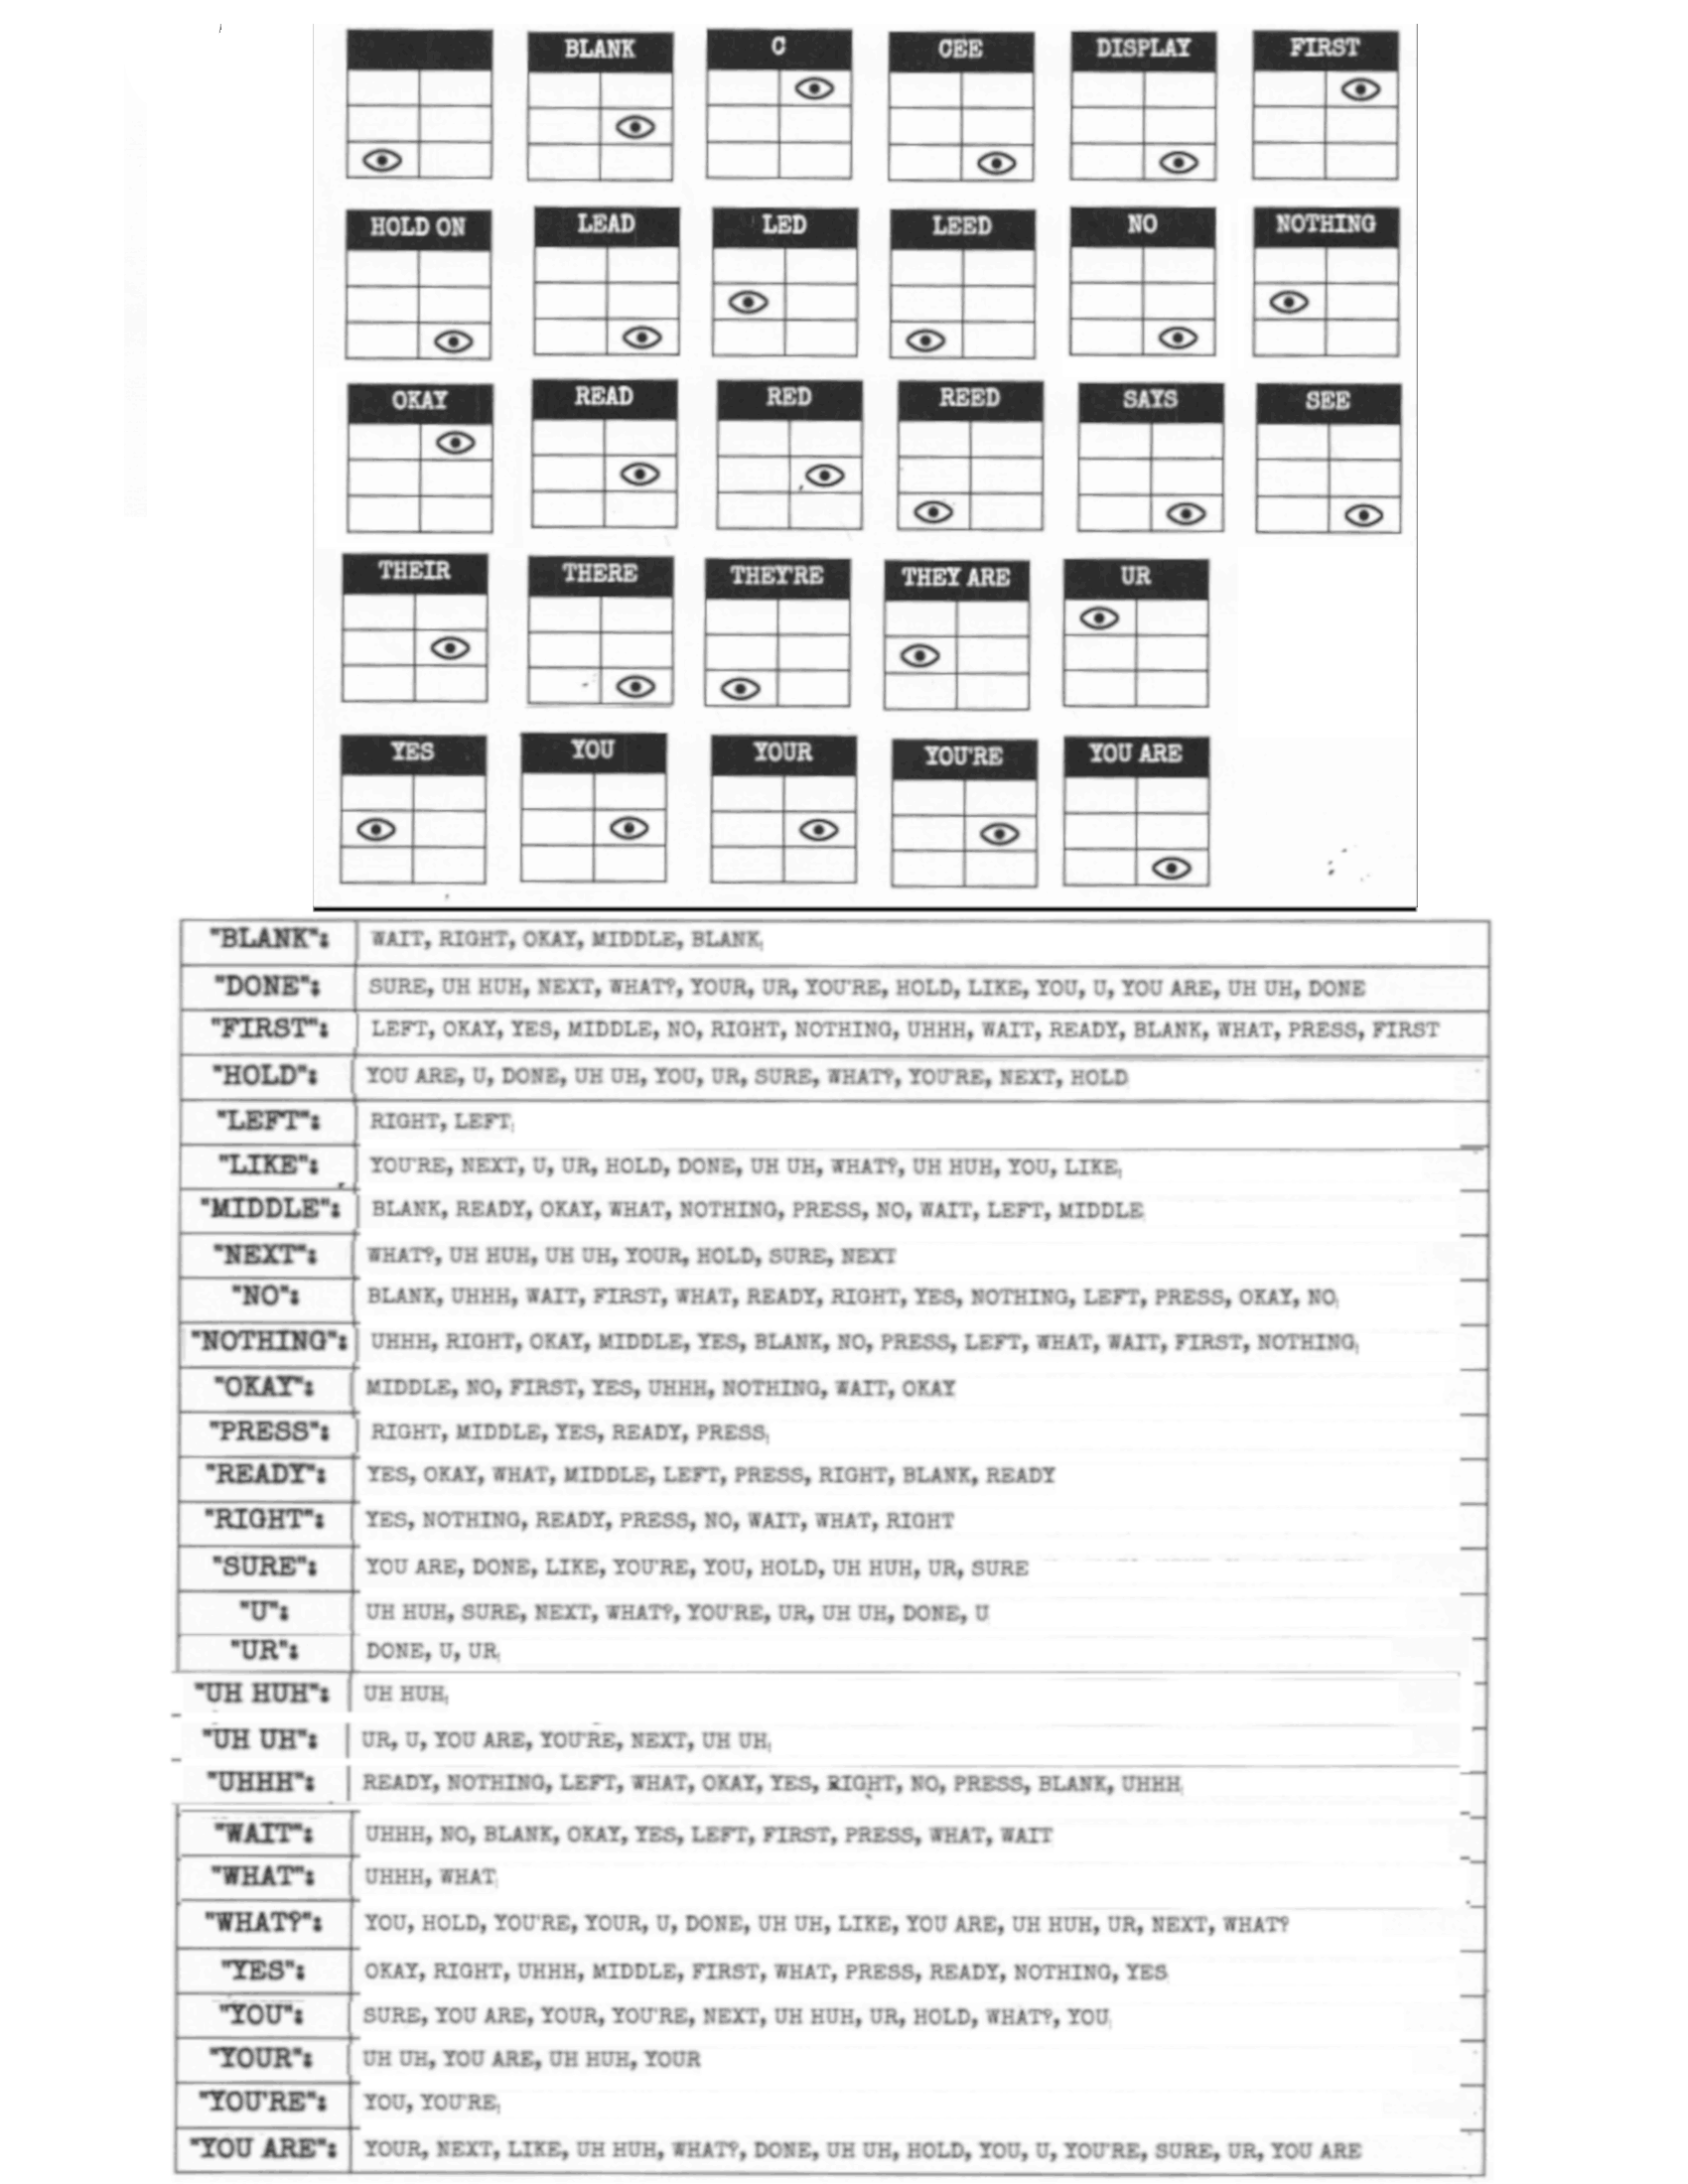 BLANK C CEE DISPLAY FIRST
HOLD ON LEAD LED LEED NO NOTHING
OKAY READ RED REED SAYS SEE
THEIR THERE THEY'RE THEY ARE UR
YES YOU YOUR YOU'RE YOU ARE
"BLANK": WAIT, RIGHT, OKAY, MIDDLE, BLANK
"DONE": SURE, UH HUH, NEXT, WHAT?, YOUR, UR, YOU'RE, HOLD, LIKE, YOU, U, YOU ARE, UH UH, DONE
"FIRST": LEFT, OKAY, YES, MIDDLE, NO, RIGHT, NOTHING, UHHH, WAIT, READY, BLANK, WHAT, PRESS, FIRST
"HOLD": YOU ARE, U, DONE, UH UH, YOU, UR, SURE, WHAT?, YOU'RE, NEXT, HOLD
"LEFT": RIGHT, LEFT
"LIKE": YOU'RE, NEXT, U, UR, HOLD, DONE, UH UH, WHAT?, UH HUH, YOU, LIKE
"MIDDLE": BLANK, READY, OKAY, WHAT, NOTHING, PRESS, NO, WAIT, LEFT, MIDDLE
"NEXT": WHAT?, UH HUH, UH UH, YOUR, HOLD, SURE, NEXT
"NO": BLANK, UHHH, WAIT, FIRST, WHAT, READY, RIGHT, YES, NOTHING, LEFT, PRESS, OKAY, NO
"NOTHING": UHHH, RIGHT, OKAY, MIDDLE, YES, BLANK, NO, PRESS, LEFT, WHAT, WAIT, FIRST, NOTHING
"OKAY": MIDDLE, NO, FIRST, YES, UHHH, NOTHING, WAIT, OKAY
"PRESS": RIGHT, MIDDLE, YES, READY, PRESS
"READY": YES, OKAY, WHAT, MIDDLE, LEFT, PRESS, RIGHT, BLANK, READY
"RIGHT": YES, NOTHING, READY, PRESS, NO, WAIT, WHAT, RIGHT
"SURE": YOU ARE, DONE, LIKE, YOU'RE, YOU, HOLD, UH HUH, UR, SURE
"U": UH HUH, SURE, NEXT, WHAT?, YOU'RE, UR, UH UH, DONE, U
"UR": DONE, U, UR
"UH HUH": UH HUH
"UH UH": UR, U, YOU ARE, YOU'RE, NEXT, UH UH
"UHHH": READY, NOTHING, LEFT, WHAT, OKAY, YES, RIGHT, NO, PRESS, BLANK, UHHH
"WAIT": UHHH, NO, BLANK, OKAY, YES, LEFT, FIRST, PRESS, WHAT, WAIT
"WHAT": UHHH, WHAT
"WHAT?": YOU, HOLD, YOU'RE, YOUR, U, DONE, UH UH, LIKE, YOU ARE, UH HUH, UR, NEXT, WHAT?
"YES": OKAY, RIGHT, UHHH, MIDDLE, FIRST, WHAT, PRESS, READY, NOTHING, YES
"YOU": SURE, YOU ARE, YOUR, YOU'RE, NEXT, UH HUH, UR, HOLD, WHAT?, YOU
"YOUR": UH UH, YOU ARE, UH HUH, YOUR
"YOU'RE": YOU, YOU'RE
"YOU ARE": YOUR, NEXT, LIKE, UH HUH, WHAT?, DONE, UH UH, HOLD, YOU, U, YOU'RE, SURE, UR, YOU ARE